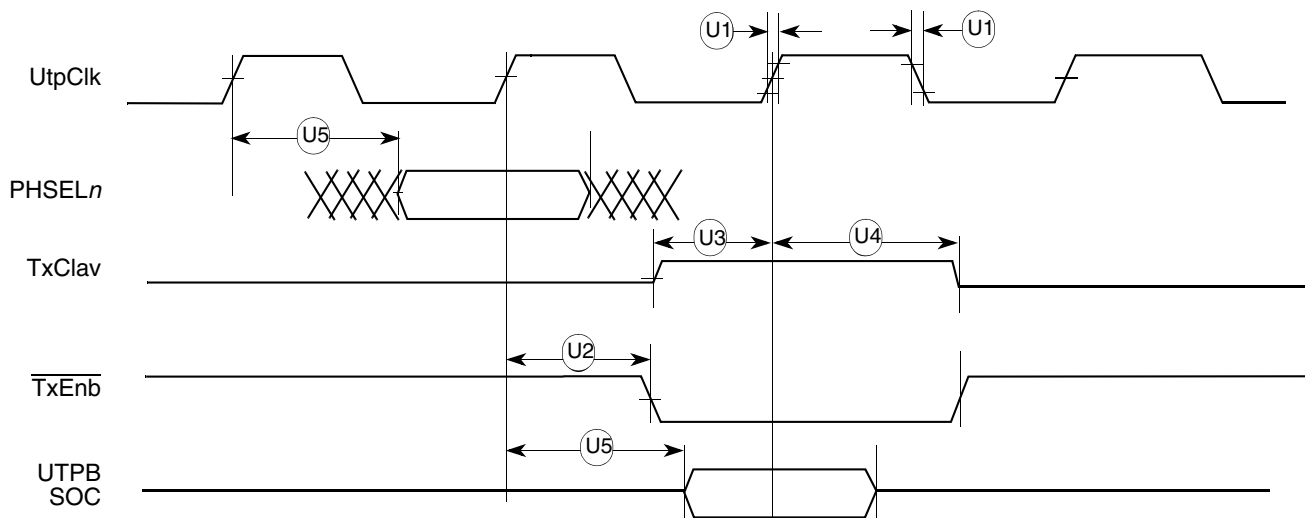 U1
U1
UtpClk
U5
PHSELn
U3
U4
TxClav
U2
TxEnb
U5
UTPB
SOC